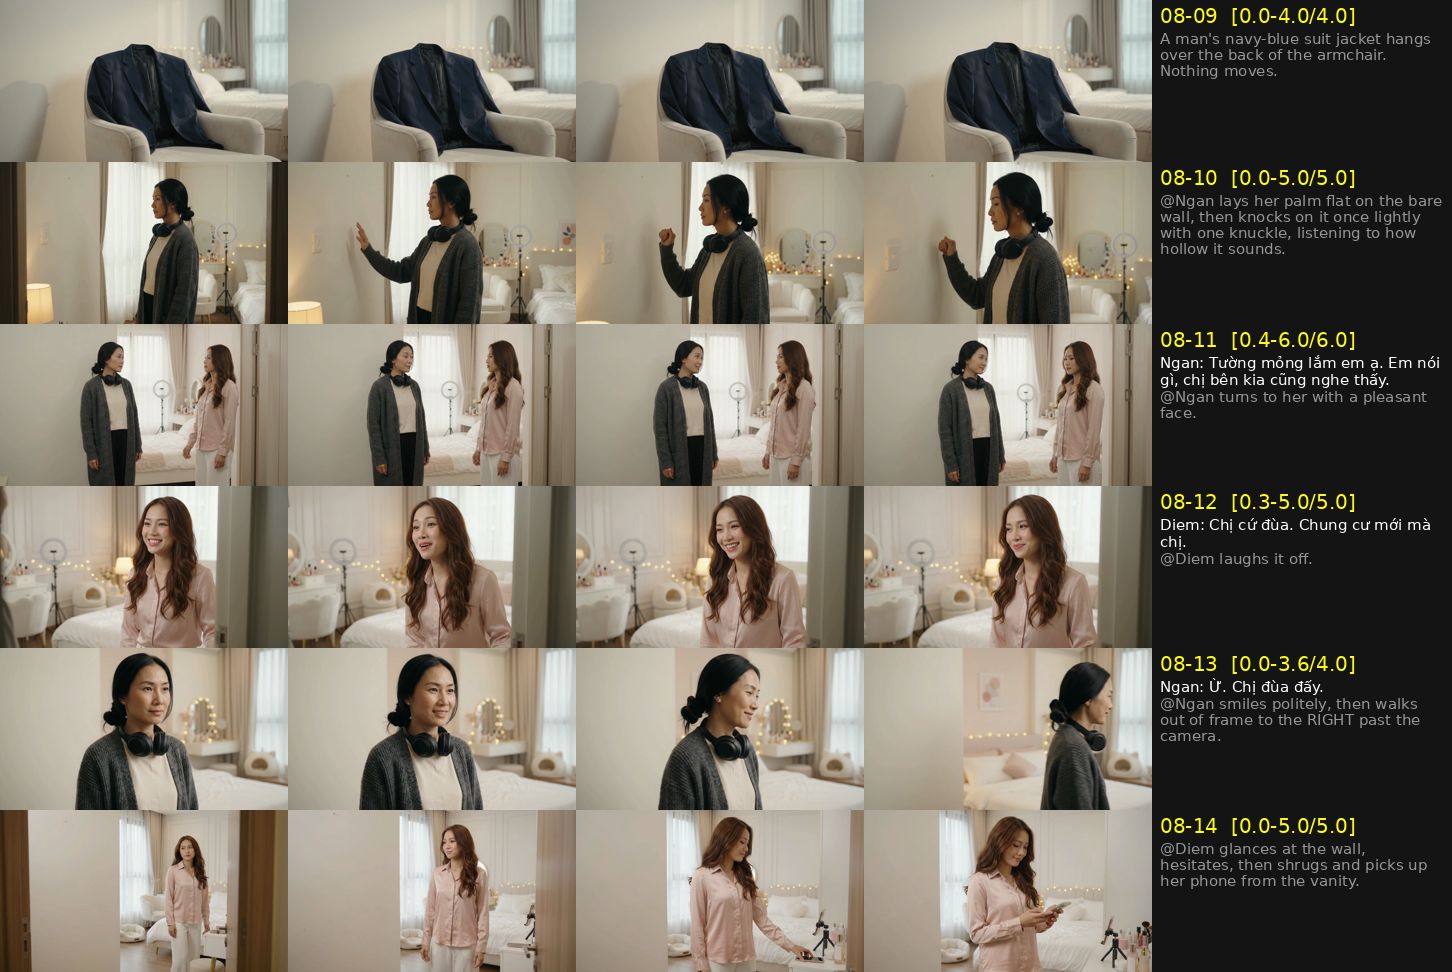 08-09 [0.0-4.0/4.0]
A man's navy-blue suit jacket hangs
over the back of the armchair.
Nothing moves.
08-10 [0.0-5.0/5.0]
@Ngan lays her palm flat on the bare
wall, then knocks on it once lightly
with one knuckle, listening to how
hollow it sounds.
08-11 [0.4-6.0/6.0]
Ngan: Tường mỏng lắm em ạ. Em nói
gì, chị bên kia cũng nghe thấy.
@Ngan turns to her with a pleasant
face.
08-12 [0.3-5.0/5.0]
Diem: Chị cứ đùa. Chung cư mới mà
chị.
@Diem laughs it off.
08-13 [0.0-3.6/4.0]
Ngan: Ừ. Chị đùa đấy.
@Ngan smiles politely, then walks
out of frame to the RIGHT past the
camera.
08-14 [0.0-5.0/5.0]
@Diem glances at the wall,
hesitates, then shrugs and picks up
her phone from the vanity.